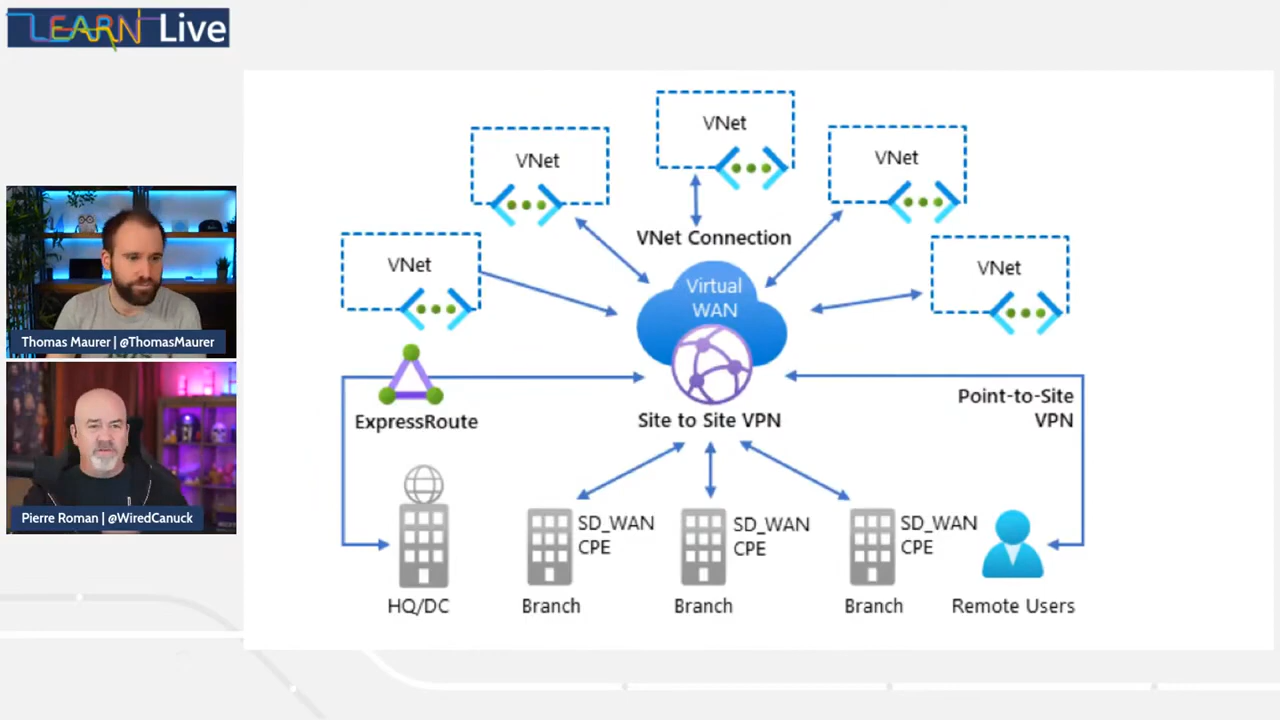 LEARN Live
VNet
VNet
VNet
VNet
VNet
VNet Connection
Virtual
WAN
ExpressRoute
Site to Site VPN
Point-to-Site
VPN
SD_WAN
CPE
SD_WAN
CPE
SD_WAN
CPE
HQ/DC
Branch
Branch
Branch
Remote Users
Thomas Maurer | @ThomasMaurer
Pierre Roman | @WiredCanuck